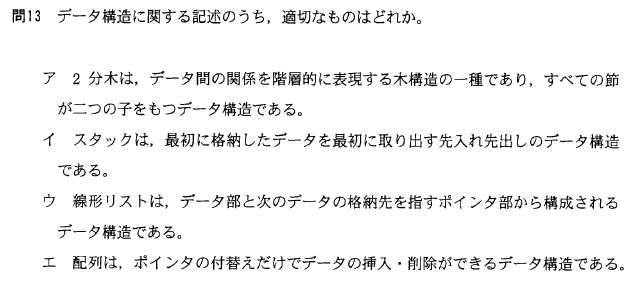 問13 データ構造に関する記述のうち，適切なものはどれか。
ア 2 分木は，データ間の関係を階層的に表現する木構造の一種であり，すべての節
が二つの子をもつデータ構造である。
イ スタックは，最初に格納したデータを最初に取り出す先入れ先出しのデータ構造
である。
ウ 線形リストは，データ部と次のデータの格納先を指すポインタ部から構成される
データ構造である。
エ 配列は，ポインタの付替えだけでデータの挿入・削除ができるデータ構造である。